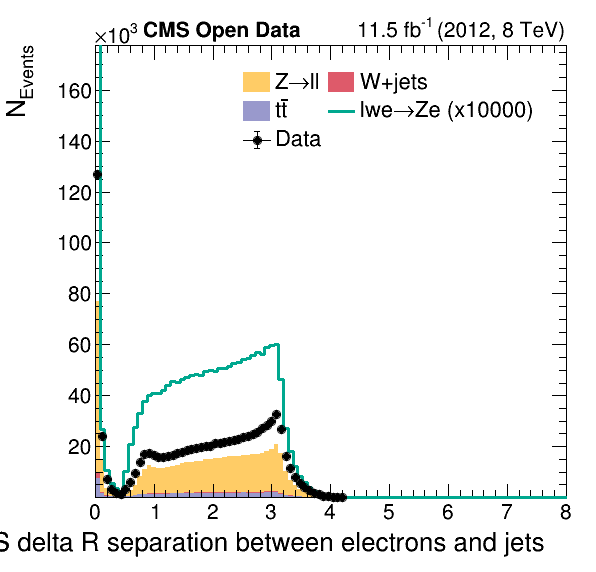 ×10³ CMS Open Data 11.5 fb⁻¹ (2012, 8 TeV)
N_Events
Z→ll W+jets
tt̄ lwe→Ze (x10000)
Data
160
140
120
100
80
60
40
20
0 1 2 3 4 5 6 7 8
S delta R separation between electrons and jets